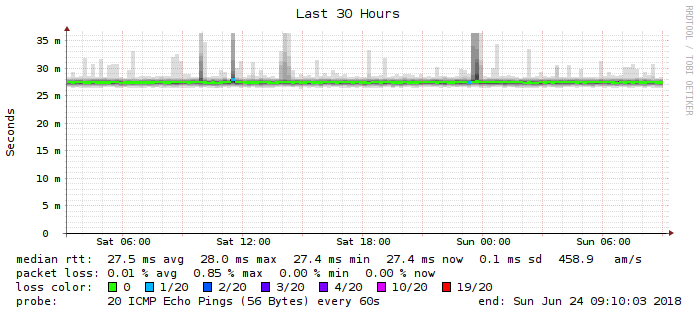 Last 30 Hours
RRDTOOL / TOBI OETIKER
Seconds
35 m
30 m
25 m
20 m
15 m
10 m
5 m
0
Sat 06:00 Sat 12:00 Sat 18:00 Sun 00:00 Sun 06:00
median rtt: 27.5 ms avg 28.0 ms max 27.4 ms min 27.4 ms now 0.1 ms sd 458.9 am/s
packet loss: 0.01 % avg 0.85 % max 0.00 % min 0.00 % now
loss color: 0 1/20 2/20 3/20 4/20 10/20 19/20
probe: 20 ICMP Echo Pings (56 Bytes) every 60s end: Sun Jun 24 09:10:03 2018